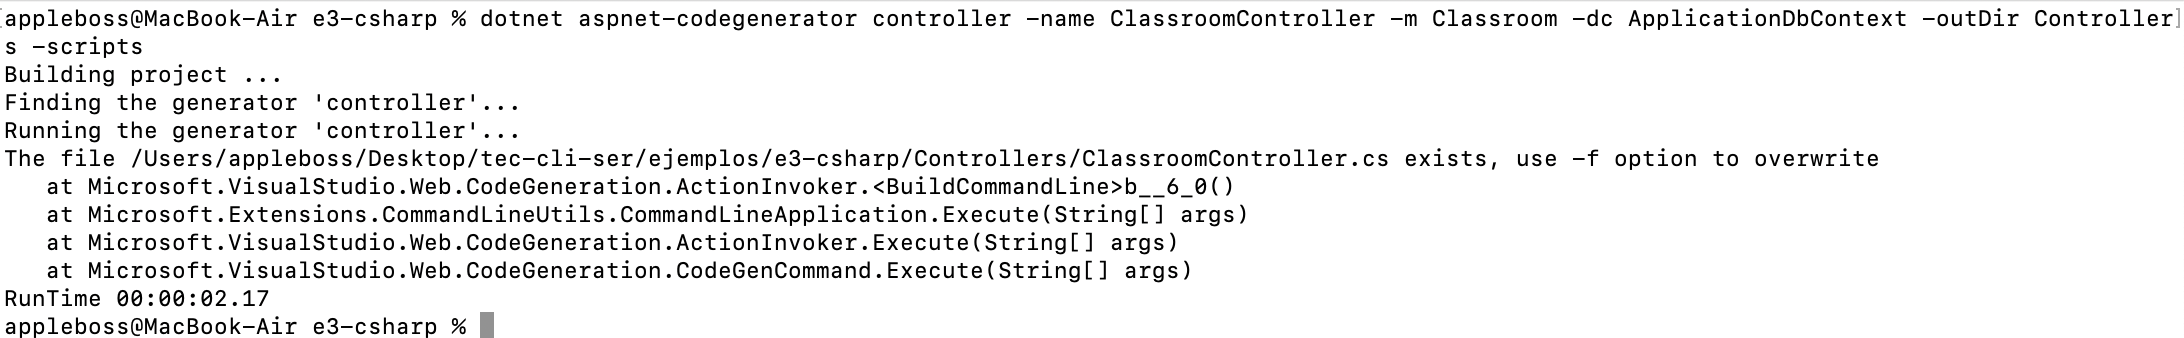 [appleboss@MacBook-Air e3-csharp % dotnet aspnet-codegenerator controller -name ClassroomController -m Classroom -dc ApplicationDbContext -outDir Controller]
s -scripts
Building project ...
Finding the generator 'controller'...
Running the generator 'controller'...
The file /Users/appleboss/Desktop/tec-cli-ser/ejemplos/e3-csharp/Controllers/ClassroomController.cs exists, use -f option to overwrite
   at Microsoft.VisualStudio.Web.CodeGeneration.ActionInvoker.<BuildCommandLine>b__6_0()
   at Microsoft.Extensions.CommandLineUtils.CommandLineApplication.Execute(String[] args)
   at Microsoft.VisualStudio.Web.CodeGeneration.ActionInvoker.Execute(String[] args)
   at Microsoft.VisualStudio.Web.CodeGeneration.CodeGenCommand.Execute(String[] args)
RunTime 00:00:02.17
appleboss@MacBook-Air e3-csharp %